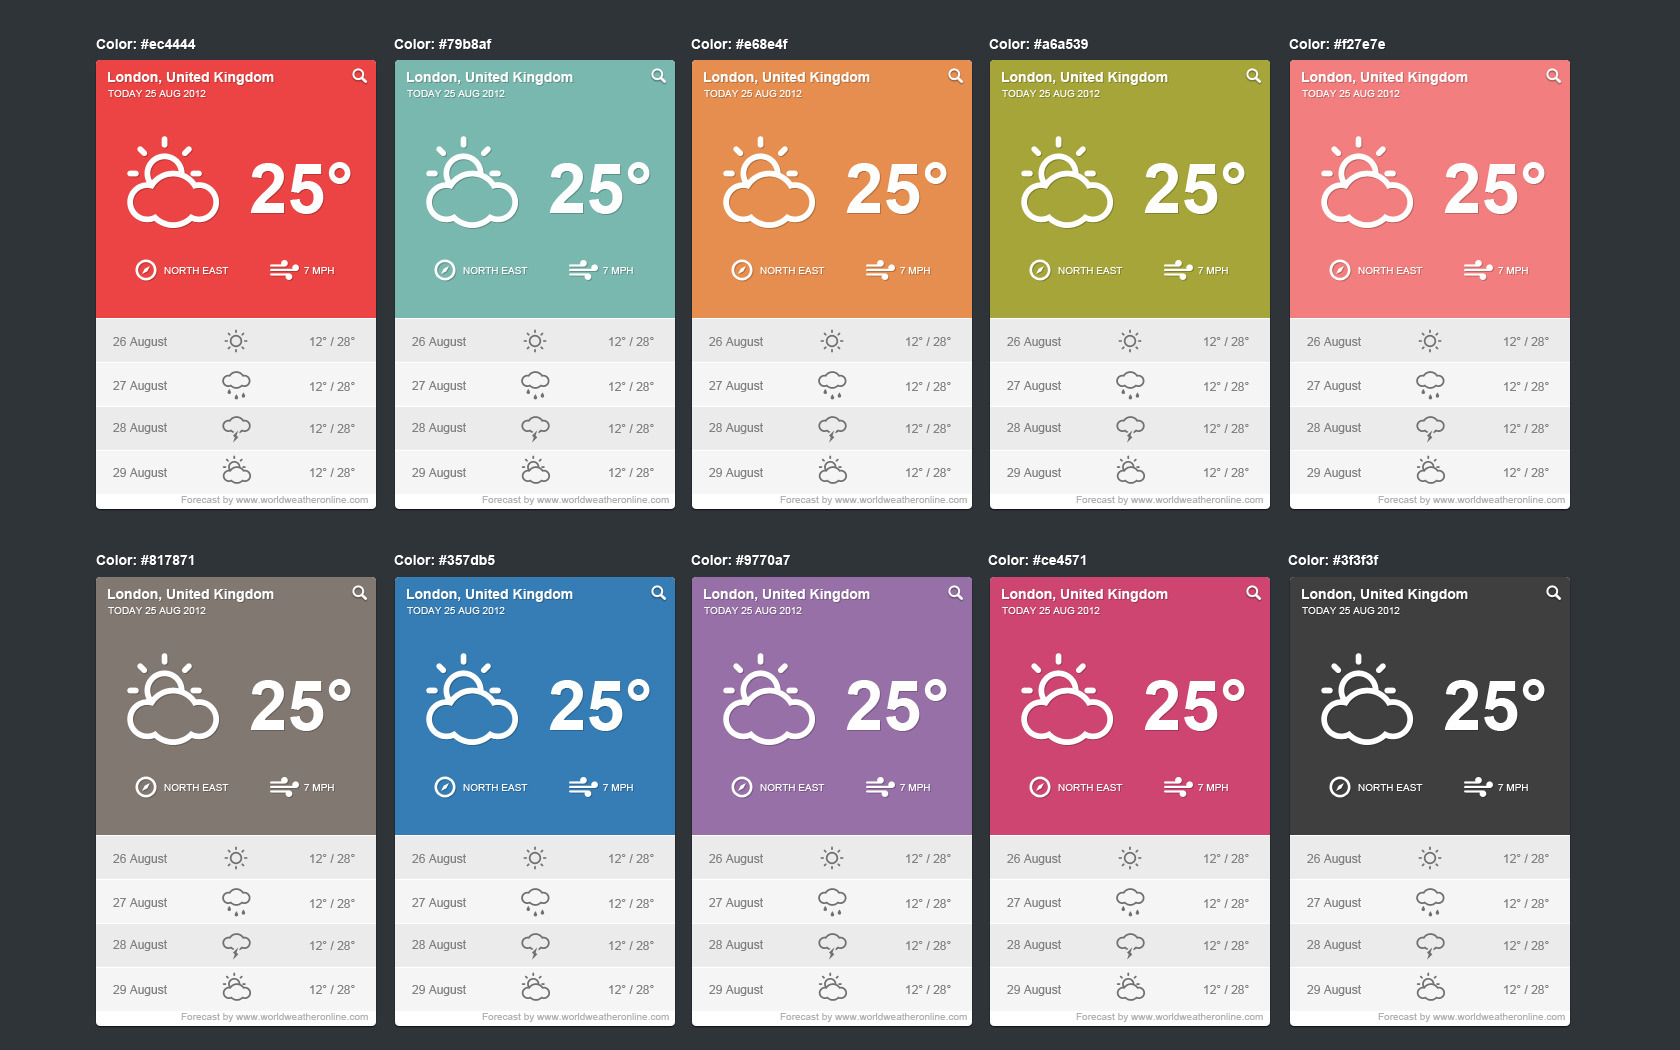 Color: #ec4444
London, United Kingdom
TODAY 25 AUG 2012
25°
NORTH EAST 7 MPH
26 August 12° / 28°
27 August 12° / 28°
28 August 12° / 28°
29 August 12° / 28°
Forecast by www.worldweatheronline.com
Color: #79b8af
London, United Kingdom
TODAY 25 AUG 2012
25°
NORTH EAST 7 MPH
26 August 12° / 28°
27 August 12° / 28°
28 August 12° / 28°
29 August 12° / 28°
Forecast by www.worldweatheronline.com
Color: #e68e4f
London, United Kingdom
TODAY 25 AUG 2012
25°
NORTH EAST 7 MPH
26 August 12° / 28°
27 August 12° / 28°
28 August 12° / 28°
29 August 12° / 28°
Forecast by www.worldweatheronline.com
Color: #a6a539
London, United Kingdom
TODAY 25 AUG 2012
25°
NORTH EAST 7 MPH
26 August 12° / 28°
27 August 12° / 28°
28 August 12° / 28°
29 August 12° / 28°
Forecast by www.worldweatheronline.com
Color: #f27e7e
London, United Kingdom
TODAY 25 AUG 2012
25°
NORTH EAST 7 MPH
26 August 12° / 28°
27 August 12° / 28°
28 August 12° / 28°
29 August 12° / 28°
Forecast by www.worldweatheronline.com
Color: #817871
London, United Kingdom
TODAY 25 AUG 2012
25°
NORTH EAST 7 MPH
26 August 12° / 28°
27 August 12° / 28°
28 August 12° / 28°
29 August 12° / 28°
Forecast by www.worldweatheronline.com
Color: #357db5
London, United Kingdom
TODAY 25 AUG 2012
25°
NORTH EAST 7 MPH
26 August 12° / 28°
27 August 12° / 28°
28 August 12° / 28°
29 August 12° / 28°
Forecast by www.worldweatheronline.com
Color: #9770a7
London, United Kingdom
TODAY 25 AUG 2012
25°
NORTH EAST 7 MPH
26 August 12° / 28°
27 August 12° / 28°
28 August 12° / 28°
29 August 12° / 28°
Forecast by www.worldweatheronline.com
Color: #ce4571
London, United Kingdom
TODAY 25 AUG 2012
25°
NORTH EAST 7 MPH
26 August 12° / 28°
27 August 12° / 28°
28 August 12° / 28°
29 August 12° / 28°
Forecast by www.worldweatheronline.com
Color: #3f3f3f
London, United Kingdom
TODAY 25 AUG 2012
25°
NORTH EAST 7 MPH
26 August 12° / 28°
27 August 12° / 28°
28 August 12° / 28°
29 August 12° / 28°
Forecast by www.worldweatheronline.com